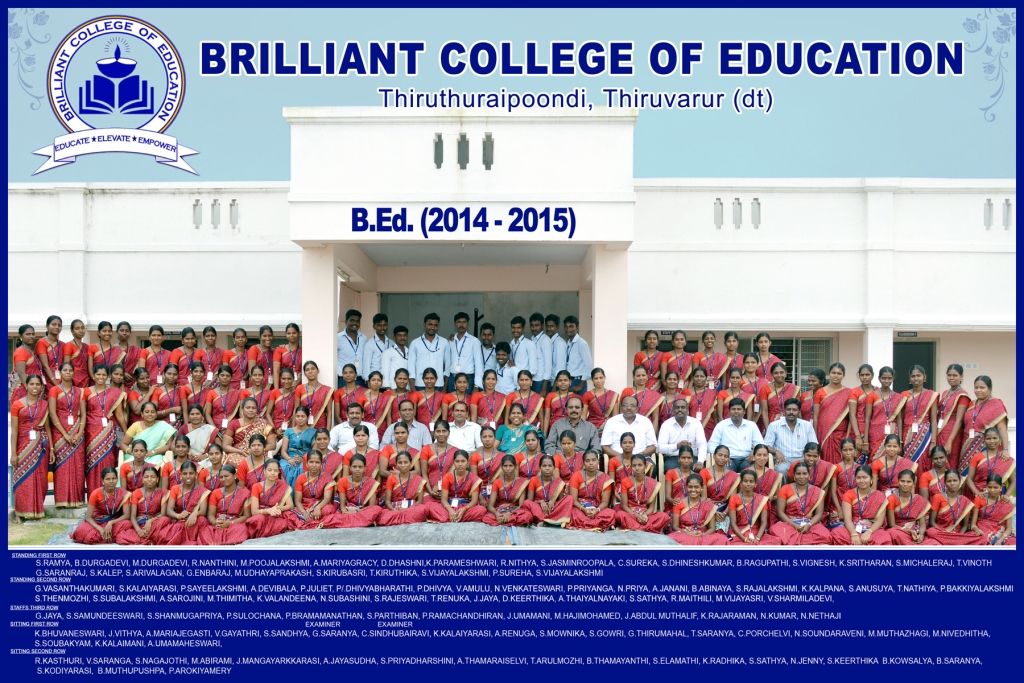 BRILLIANT COLLEGE OF EDUCATION
EDUCATE ★ ELEVATE ★ EMPOWER
BRILLIANT COLLEGE OF EDUCATION
Thiruthuraipoondi, Thiruvarur (dt)
B.Ed. (2014 - 2015)
STANDING FIRST ROW
S.RAMYA, B.DURGADEVI, M.DURGADEVI, R.NANTHINI, M.POOJALAKSHMI, A.MARIYAGRACY, D.DHASHNI,K.PARAMESHWARI, R.NITHYA, S.JASMINROOPALA, C.SUREKA, S.DHINESHKUMAR, B.RAGUPATHI, S.VIGNESH, K.SRITHARAN, S.MICHALERAJ, T.VINOTH
G.SARANRAJ, S.KALEP, S.ARIVALAGAN, G.ENBARAJ, M.UDHAYAPRAKASH, S.KIRUBASRI, T.KIRUTHIKA, S.VIJAYALAKSHMI, P.SUREHA, S.VIJAYALAKSHMI
STANDING SECOND ROW
G.VASANTHAKUMARI, S.KALAIYARASI, P.SAYEELAKSHMI, A.DEVIBALA, P.JULIET, P.DHIVYABHARATHI, P.DHIVYA, V.AMULU, N.VENKATESWARI, P.PRIYANGA, N.PRIYA, A.JANANI, B.ABINAYA, S.RAJALAKSHMI, K.KALPANA, S.ANUSUYA, T.NATHIYA, P.BAKKIYALAKSHMI
S.THENMOZHI, S.SUBALAKSHMI, A.SAROJINI, M.THIMITHA, K.VALANDEENA, N.SUBASHINI, S.RAJESWARI, T.RENUKA, J.JAYA, D.KEERTHIKA, A.THAIYALNAYAKI, S.SATHYA, R.MAITHILI, M.VIJAYASRI, V.SHARMILADEVI,
STAFFS THIRD ROW
G.JAYA, S.SAMUNDEESWARI, S.SHANMUGAPRIYA, P.SULOCHANA, P.BRAMAMANATHAN, S.PARTHIBAN, P.RAMACHANDHIRAN, J.UMAMANI, M.HAJIMOHAMED, J.ABDUL MUTHALIF, K.RAJARAMAN, N.KUMAR, N.NETHAJI
EXAMINER EXAMINER
SITTING FIRST ROW
K.BHUVANESWARI, J.VITHYA, A.MARIAJEGASTI, V.GAYATHRI, S.SANDHYA, G.SARANYA, C.SINDHUBAIRAVI, K.KALAIYARASI, A.RENUGA, S.MOWNIKA, S.GOWRI, G.THIRUMAHAL, T.SARANYA, C.PORCHELVI, N.SOUNDARAVENI, M.MUTHAZHAGI, M.NIVEDHITHA,
S.SOUBAKYAM, K.KALAIMANI, A.UMAMAHESWARI,
SITTING SECOND ROW
R.KASTHURI, V.SARANGA, S.NAGAJOTHI, M.ABIRAMI, J.MANGAYARKKARASI, A.JAYASUDHA, S.PRIYADHARSHINI, A.THAMARAISELVI, T.ARULMOZHI, B.THAMAYANTHI, S.ELAMATHI, K.RADHIKA, S.SATHYA, N.JENNY, S.KEERTHIKA B.KOWSALYA, B.SARANYA,
S.KODIYARASI, B.MUTHUPUSHPA, P.AROKIYAMERY